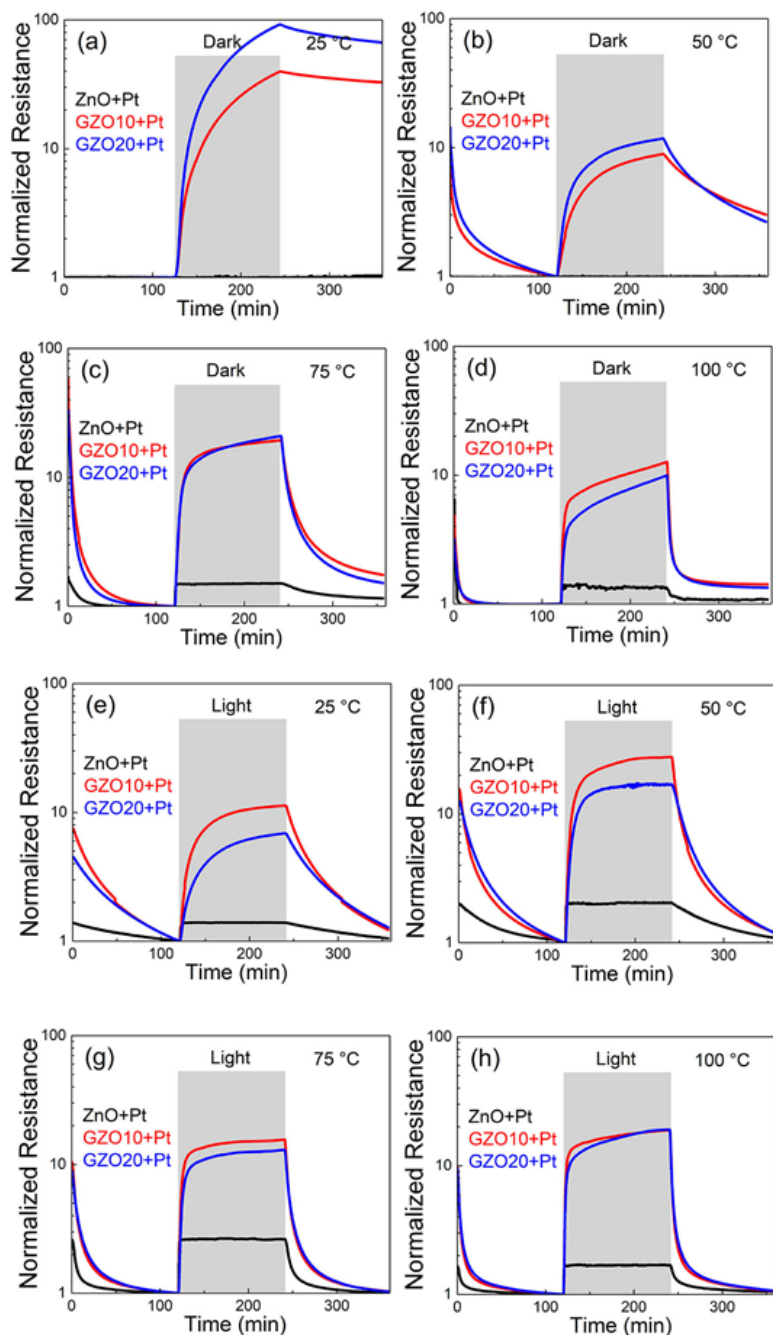 (a) Dark 25 °C
ZnO+Pt
GZO10+Pt
GZO20+Pt
Normalized Resistance
100
10
1
0 100 200 300
Time (min)
(b) Dark 50 °C
ZnO+Pt
GZO10+Pt
GZO20+Pt
Normalized Resistance
100
10
1
0 100 200 300
Time (min)
(c) Dark 75 °C
ZnO+Pt
GZO10+Pt
GZO20+Pt
Normalized Resistance
100
10
1
0 100 200 300
Time (min)
(d) Dark 100 °C
ZnO+Pt
GZO10+Pt
GZO20+Pt
Normalized Resistance
100
10
1
0 100 200 300
Time (min)
(e) Light 25 °C
ZnO+Pt
GZO10+Pt
GZO20+Pt
Normalized Resistance
100
10
1
0 100 200 300
Time (min)
(f) Light 50 °C
ZnO+Pt
GZO10+Pt
GZO20+Pt
Normalized Resistance
100
10
1
0 100 200 300
Time (min)
(g) Light 75 °C
ZnO+Pt
GZO10+Pt
GZO20+Pt
Normalized Resistance
100
10
1
0 100 200 300
Time (min)
(h) Light 100 °C
ZnO+Pt
GZO10+Pt
GZO20+Pt
Normalized Resistance
100
10
1
0 100 200 300
Time (min)